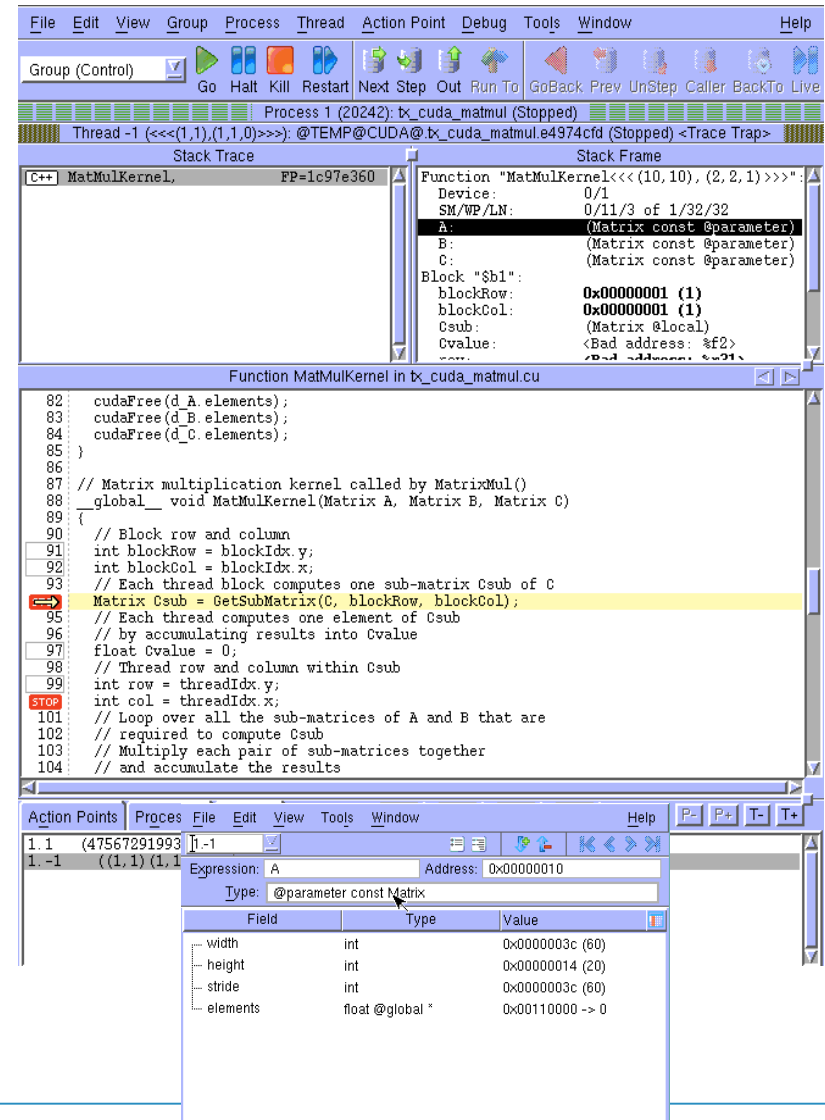 File Edit View Group Process Thread Action Point Debug Tools Window Help
Group (Control)
Go Halt Kill Restart Next Step Out Run To GoBack Prev UnStep Caller BackTo Live
Process 1 (20242): tx_cuda_matmul (Stopped)
Thread -1 (<<<(1,1),(1,1,0)>>>): @TEMP@CUDA@.tx_cuda_matmul.e4974cfd (Stopped) <Trace Trap>
Stack Trace
C++ MatMulKernel, FP=1c97e360
Stack Frame
Function "MatMulKernel<<<(10,10),(2,2,1)>>>":
Device: 0/1
SM/WP/LN: 0/11/3 of 1/32/32
A: (Matrix const @parameter)
B: (Matrix const @parameter)
C: (Matrix const @parameter)
Block "$b1":
blockRow: 0x00000001 (1)
blockCol: 0x00000001 (1)
Csub: (Matrix @local)
Cvalue: <Bad address: %f2>
row: <Bad address: %r31>
Function MatMulKernel in tx_cuda_matmul.cu
82 cudaFree(d_A.elements);
83 cudaFree(d_B.elements);
84 cudaFree(d_C.elements);
85 }
86
87 // Matrix multiplication kernel called by MatrixMul()
88 __global__ void MatMulKernel(Matrix A, Matrix B, Matrix C)
89 {
90 // Block row and column
91 int blockRow = blockIdx.y;
92 int blockCol = blockIdx.x;
93 // Each thread block computes one sub-matrix Csub of C
Matrix Csub = GetSubMatrix(C, blockRow, blockCol);
95 // Each thread computes one element of Csub
96 // by accumulating results into Cvalue
97 float Cvalue = 0;
98 // Thread row and column within Csub
99 int row = threadIdx.y;
STOP int col = threadIdx.x;
101 // Loop over all the sub-matrices of A and B that are
102 // required to compute Csub
103 // Multiply each pair of sub-matrices together
104 // and accumulate the results
Action Points Proces P- P+ T- T+
1.1 (47567291993
1.-1 ((1,1)(1,1
File Edit View Tools Window Help
1.-1
Expression: A Address: 0x00000010
Type: @parameter const Matrix
Field Type Value
width int 0x0000003c (60)
height int 0x00000014 (20)
stride int 0x0000003c (60)
elements float @global * 0x00110000 -> 0